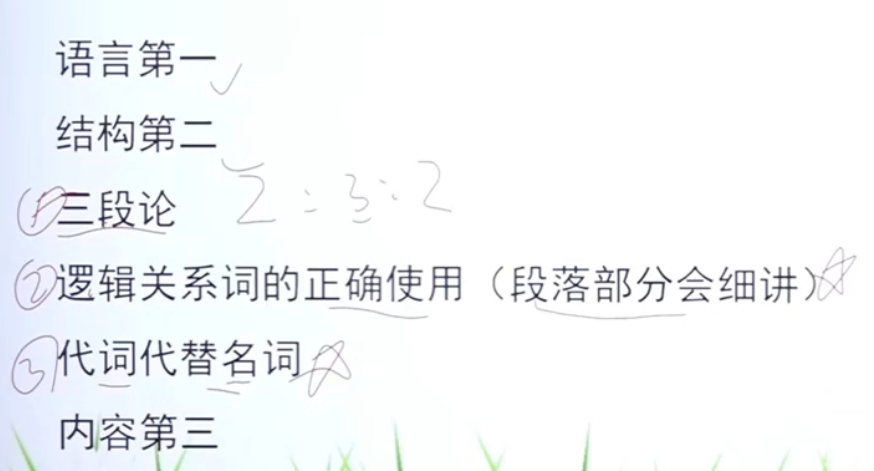 语言第一
结构第二
①三段论 2:3:2
②逻辑关系词的正确使用（段落部分会细讲）
③代词代替名词
内容第三